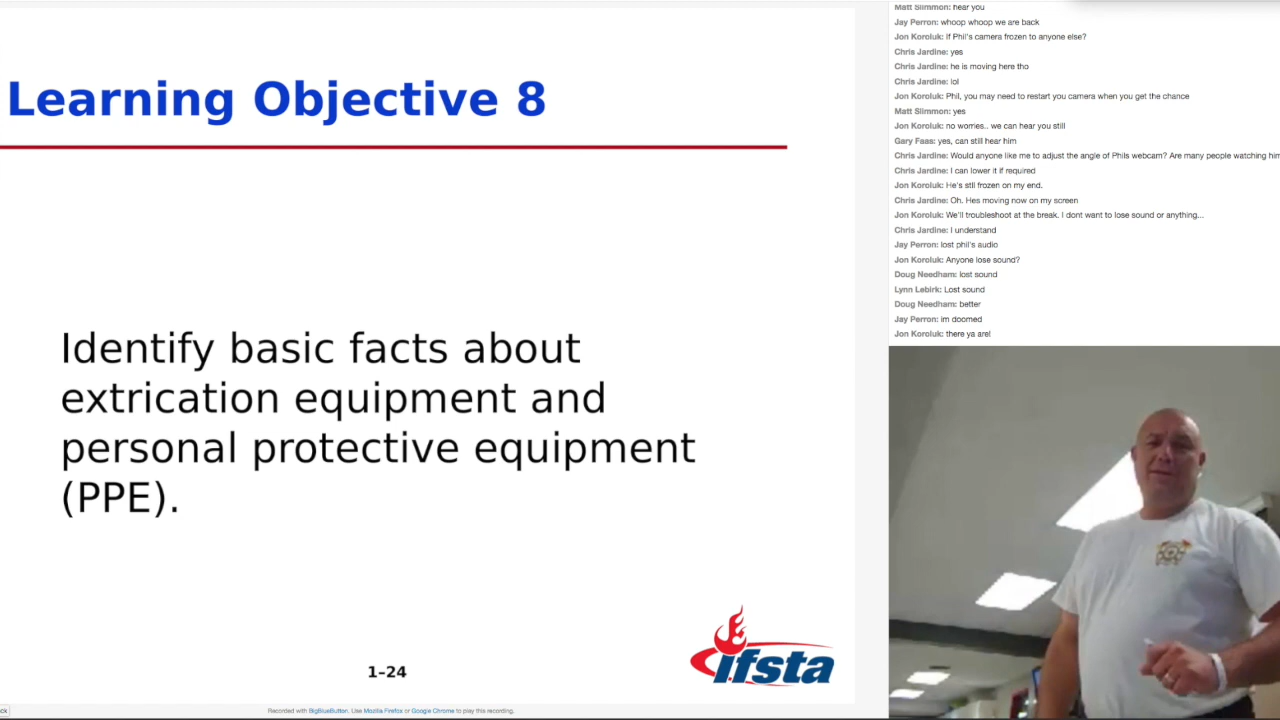 Learning Objective 8
Identify basic facts about
extrication equipment and
personal protective equipment
(PPE).
ifsta
1–24
ck
Recorded with BigBlueButton. Use Mozilla Firefox or Google Chrome to play this recording.
Matt Slimmon: hear you
Jay Perron: whoop whoop we are back
Jon Koroluk: if Phil's camera frozen to anyone else?
Chris Jardine: yes
Chris Jardine: he is moving here tho
Chris Jardine: lol
Jon Koroluk: Phil, you may need to restart you camera when you get the chance
Matt Slimmon: yes
Jon Koroluk: no worries.. we can hear you still
Gary Faas: yes, can still hear him
Chris Jardine: Would anyone like me to adjust the angle of Phils webcam? Are many people watching him
Chris Jardine: I can lower it if required
Jon Koroluk: He's stll frozen on my end.
Chris Jardine: Oh. Hes moving now on my screen
Jon Koroluk: We'll troubleshoot at the break. I dont want to lose sound or anything...
Chris Jardine: I understand
Jay Perron: lost phil's audio
Jon Koroluk: Anyone lose sound?
Doug Needham: lost sound
Lynn Lebirk: Lost sound
Doug Needham: better
Jay Perron: im doomed
Jon Koroluk: there ya are!